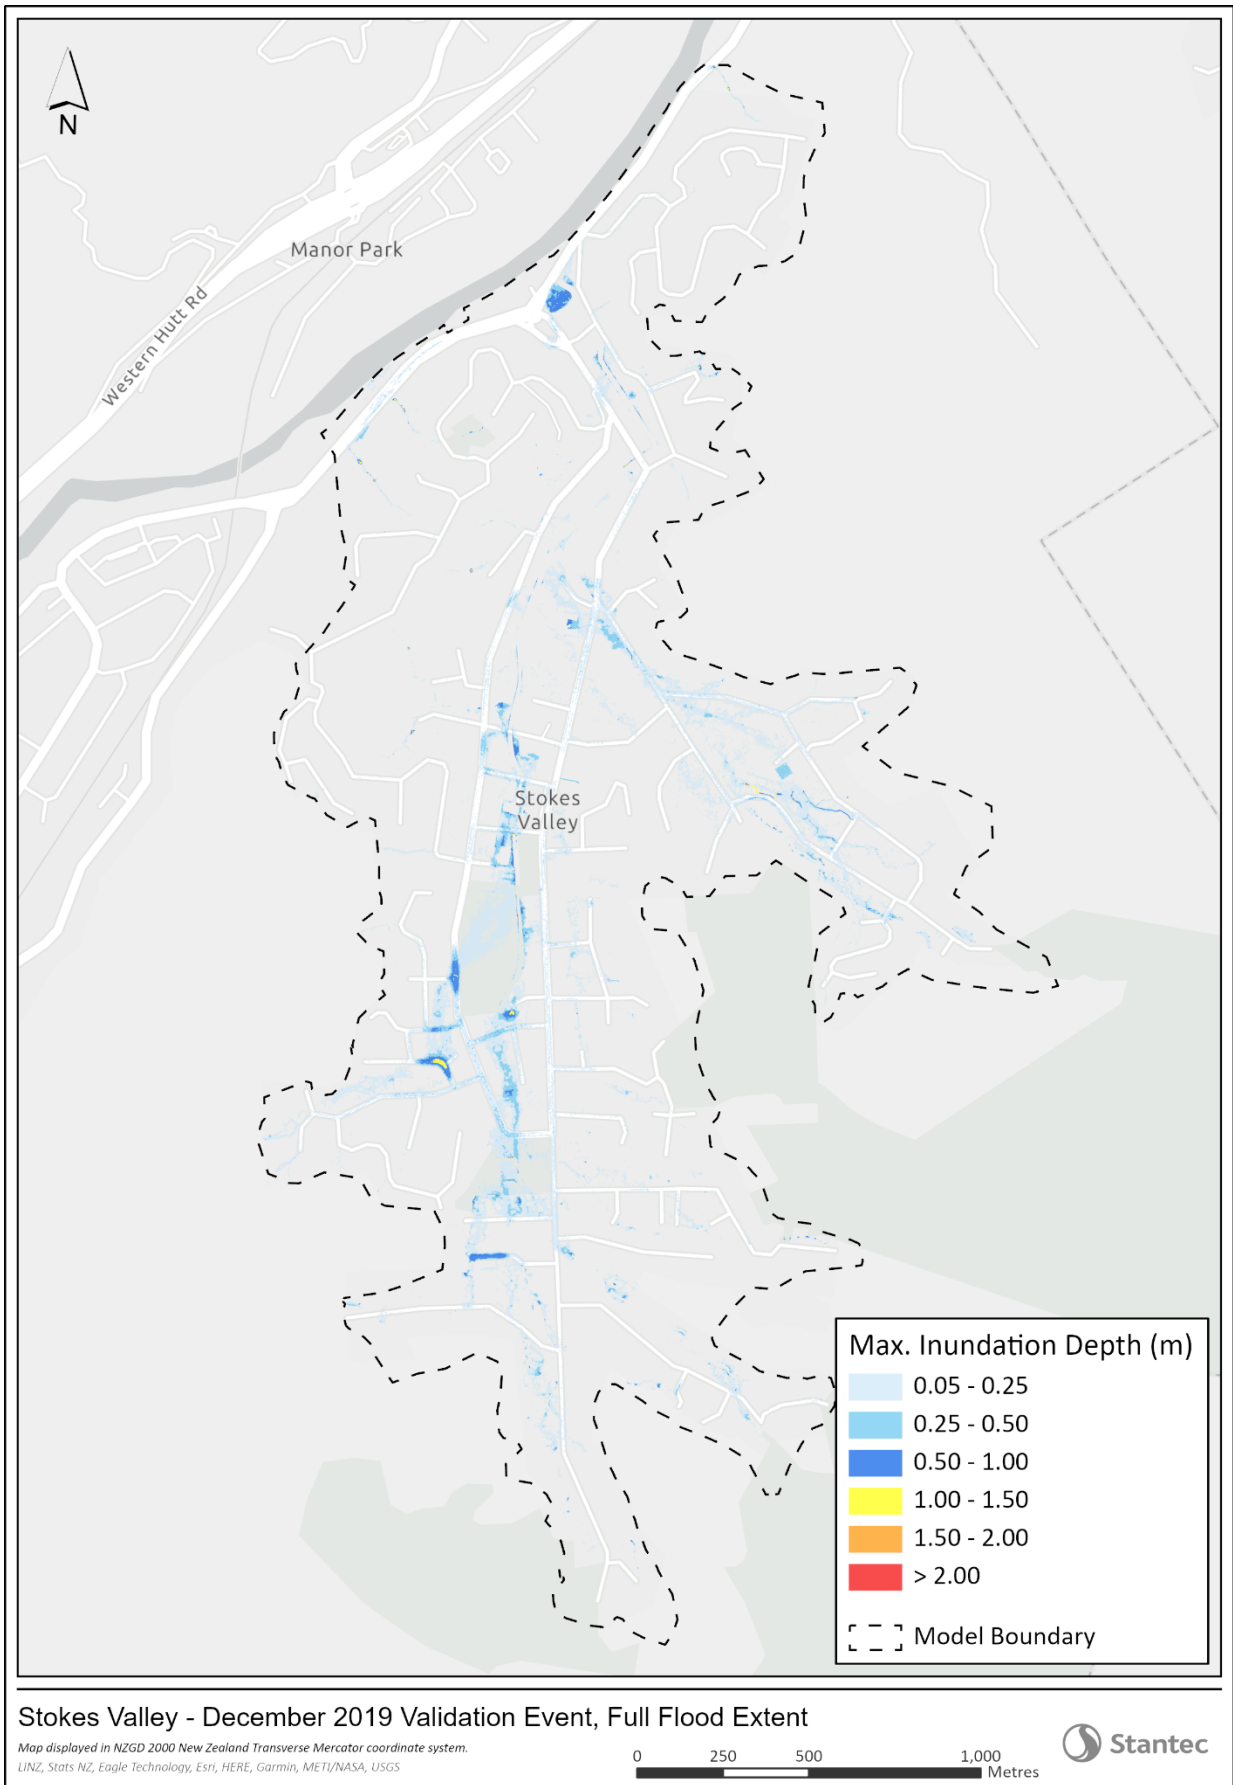 N
Manor Park
Western Hutt Rd
Stokes
Valley
Max. Inundation Depth (m)
0.05 - 0.25
0.25 - 0.50
0.50 - 1.00
1.00 - 1.50
1.50 - 2.00
> 2.00
Model Boundary
Stokes Valley - December 2019 Validation Event, Full Flood Extent
Map displayed in NZGD 2000 New Zealand Transverse Mercator coordinate system.
LINZ, Stats NZ, Eagle Technology, Esri, HERE, Garmin, METI/NASA, USGS
0 250 500 1,000
Metres
Stantec